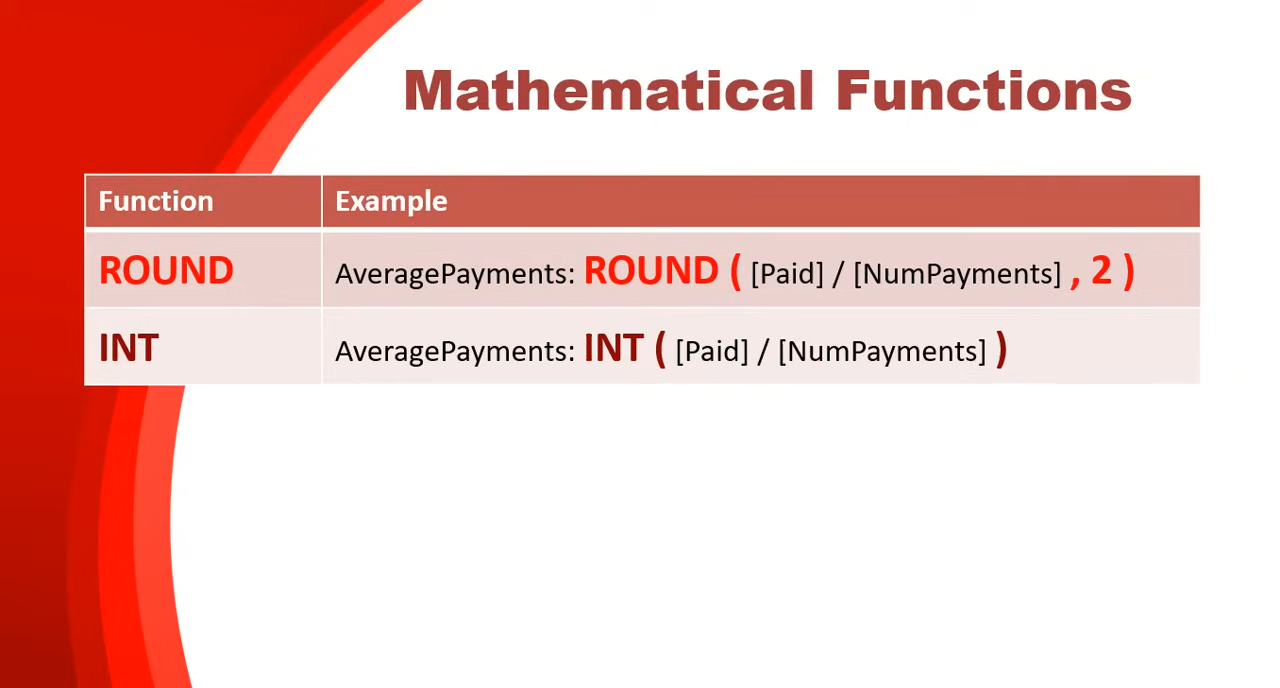 Mathematical Functions
Function Example
ROUND AveragePayments: ROUND ( [Paid] / [NumPayments] , 2 )
INT AveragePayments: INT ( [Paid] / [NumPayments] )